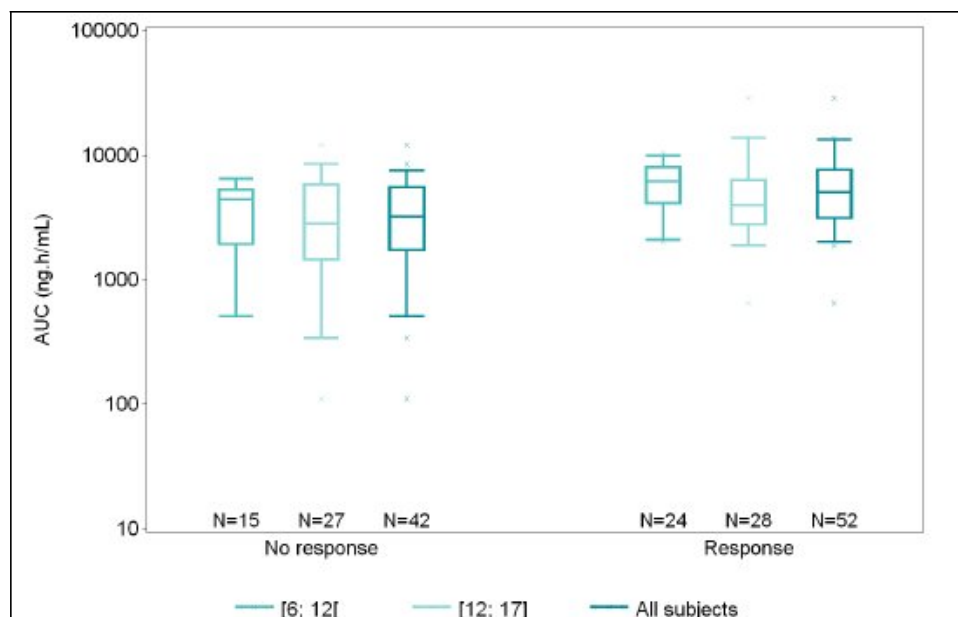 100000
10000
1000
100
10
AUC (ng.h/mL)
N=15 N=27 N=42 N=24 N=28 N=52
No response Response
[6; 12[ [12; 17] All subjects